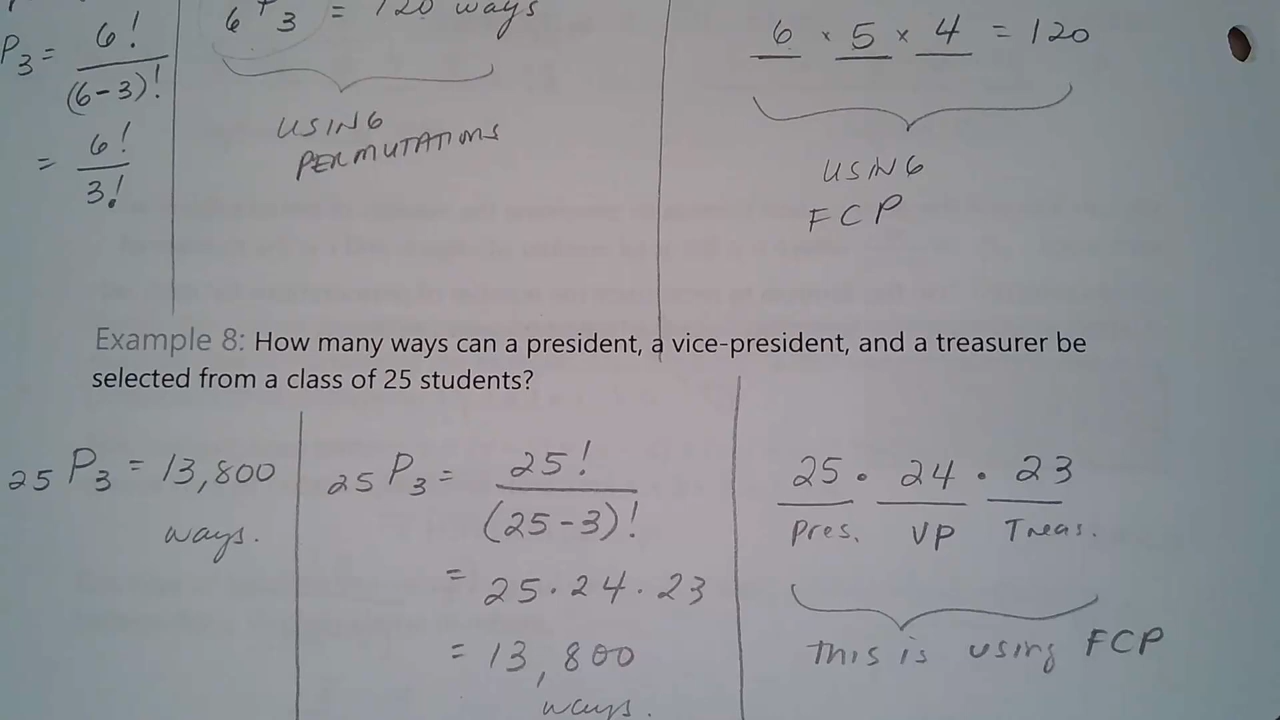 6P3 = 120 ways
P3 = 6! / (6-3)!
= 6! / 3!
USING
PERMUTATIONS
6 × 5 × 4 = 120
USING
FCP
Example 8: How many ways can a president, a vice-president, and a treasurer be
selected from a class of 25 students?
25P3 = 13,800
ways.
25P3 = 25! / (25-3)!
= 25·24·23
= 13,800
ways.
25 · 24 · 23
Pres. VP Treas.
this is using FCP